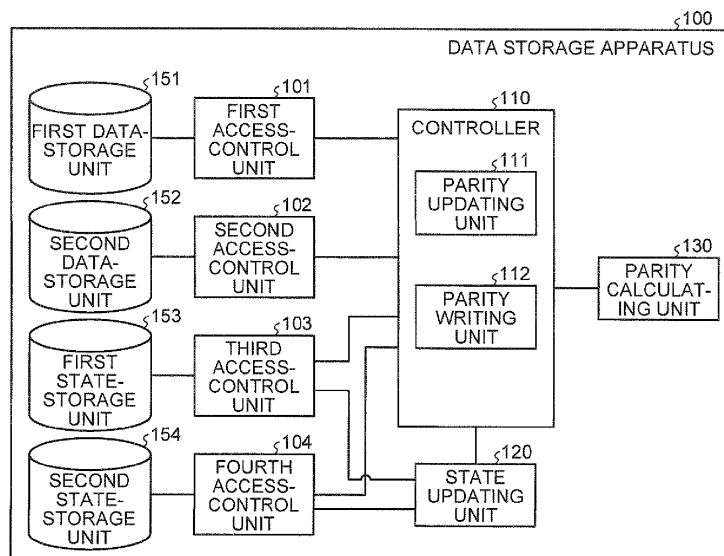 100
DATA STORAGE APPARATUS
151
FIRST DATA-
STORAGE
UNIT
101
FIRST
ACCESS-
CONTROL
UNIT
110
CONTROLLER
111
PARITY
UPDATING
UNIT
152
SECOND
DATA-
STORAGE
UNIT
102
SECOND
ACCESS-
CONTROL
UNIT
112
PARITY
WRITING
UNIT
130
PARITY
CALCULAT-
ING UNIT
153
FIRST
STATE-
STORAGE
UNIT
103
THIRD
ACCESS-
CONTROL
UNIT
154
SECOND
STATE-
STORAGE
UNIT
104
FOURTH
ACCESS-
CONTROL
UNIT
120
STATE
UPDATING
UNIT